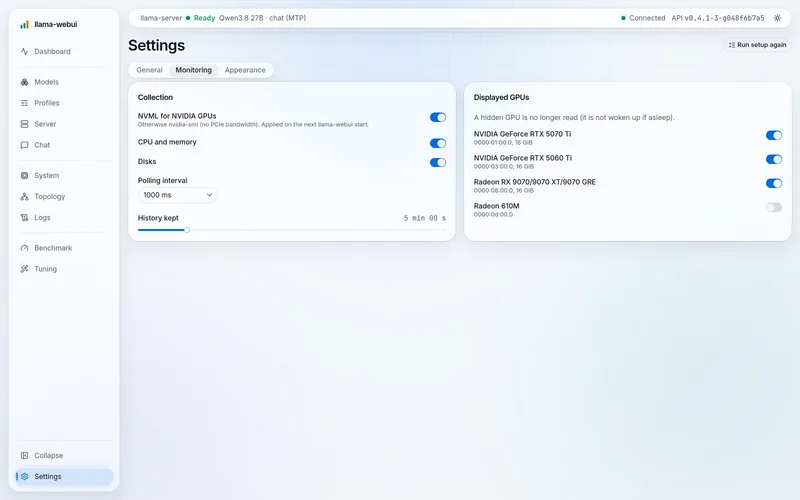 llama-webui
Dashboard
Models
Profiles
Server
Chat
System
Topology
Logs
Benchmark
Tuning
Collapse
Settings
llama-server Ready Qwen3.8 27B · chat (MTP)
Connected API v0.4.1-3-g048f6b7a5
Settings
Run setup again
General Monitoring Appearance
Collection
NVML for NVIDIA GPUs
Otherwise nvidia-smi (no PCIe bandwidth). Applied on the next llama-webui start.
CPU and memory
Disks
Polling interval
1000 ms
History kept 5 min 00 s
Displayed GPUs
A hidden GPU is no longer read (it is not woken up if asleep).
NVIDIA GeForce RTX 5070 Ti
0000:01:00.0, 16 GiB
NVIDIA GeForce RTX 5060 Ti
0000:03:00.0, 16 GiB
Radeon RX 9070/9070 XT/9070 GRE
0000:08:00.0, 16 GiB
Radeon 610M
0000:0d:00.0